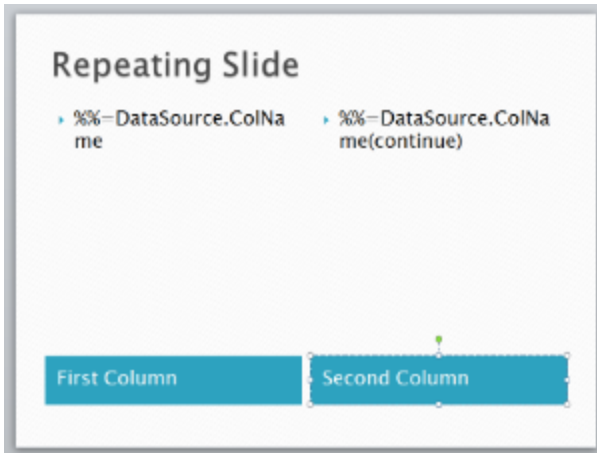 Repeating Slide
%%=DataSource.ColNa
me
%%=DataSource.ColNa
me(continue)
First Column
Second Column